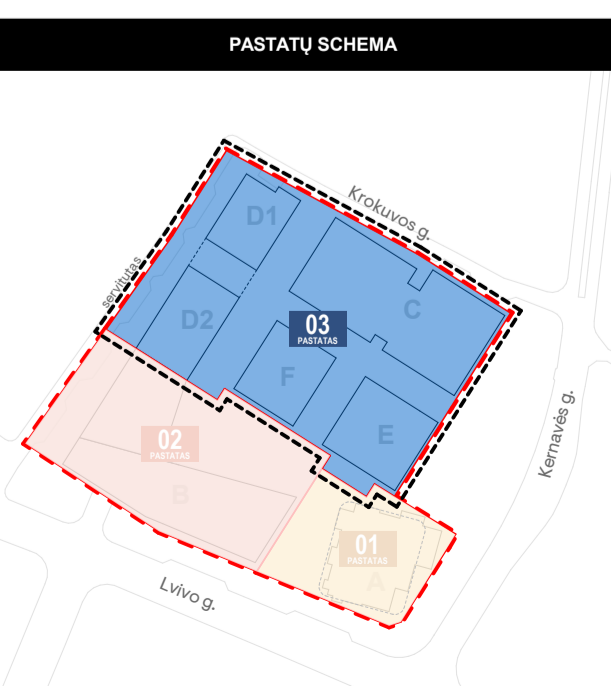 PASTATŲ SCHEMA
Krokuvos g.
D1
servitutas
C
D2
03
PASTATAS
F
Kernavės g.
E
02
PASTATAS
B
01
PASTATAS
A
Lvivo g.